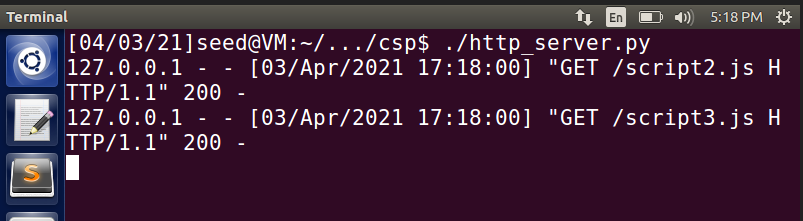 Terminal
En
5:18 PM
[04/03/21]seed@VM:~/.../csp$ ./http_server.py
127.0.0.1 - - [03/Apr/2021 17:18:00] "GET /script2.js H
TTP/1.1" 200 -
127.0.0.1 - - [03/Apr/2021 17:18:00] "GET /script3.js H
TTP/1.1" 200 -
S